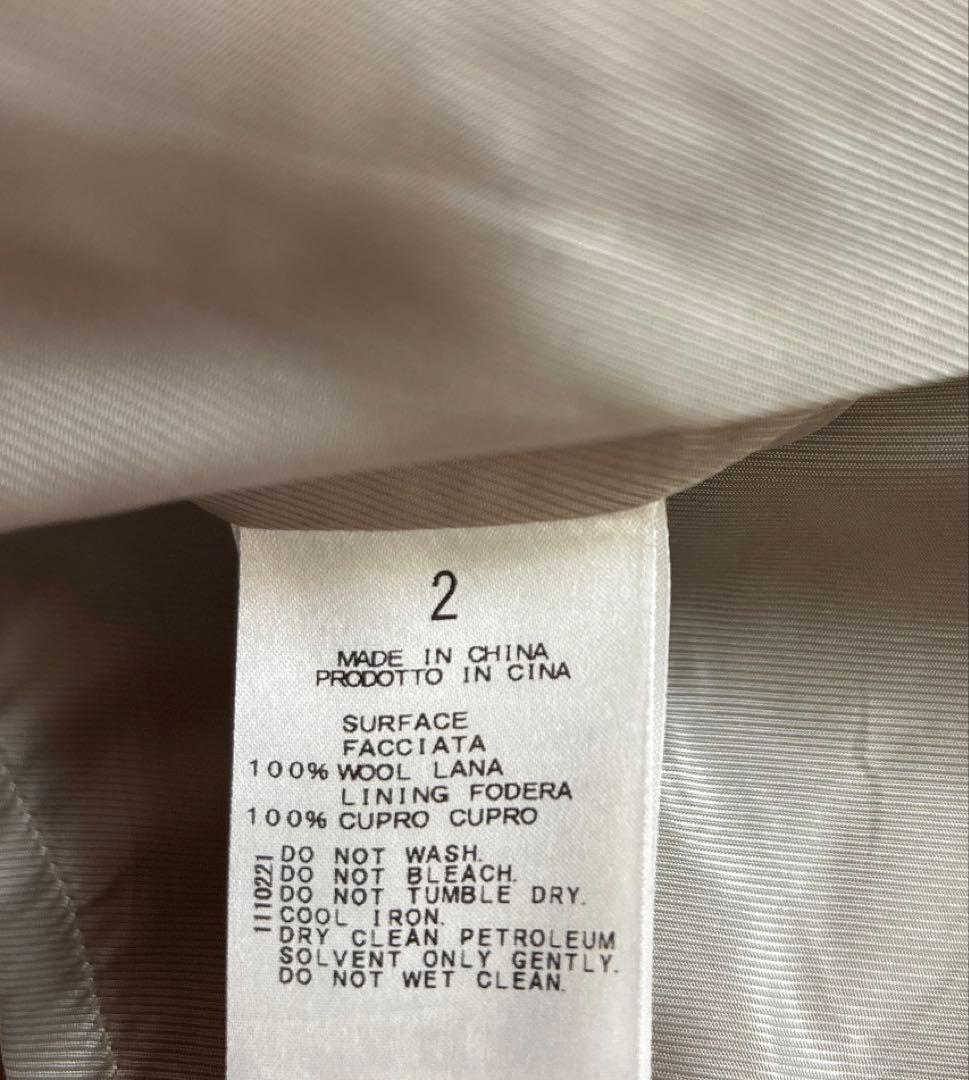 2
MADE IN CHINA
PRODOTTO IN CINA
SURFACE
FACCIATA
100% WOOL LANA
LINING FODERA
100% CUPRO CUPRO
DO NOT WASH.
DO NOT BLEACH.
DO NOT TUMBLE DRY.
COOL IRON.
DRY CLEAN PETROLEUM
SOLVENT ONLY GENTLY.
DO NOT WET CLEAN.
1110221